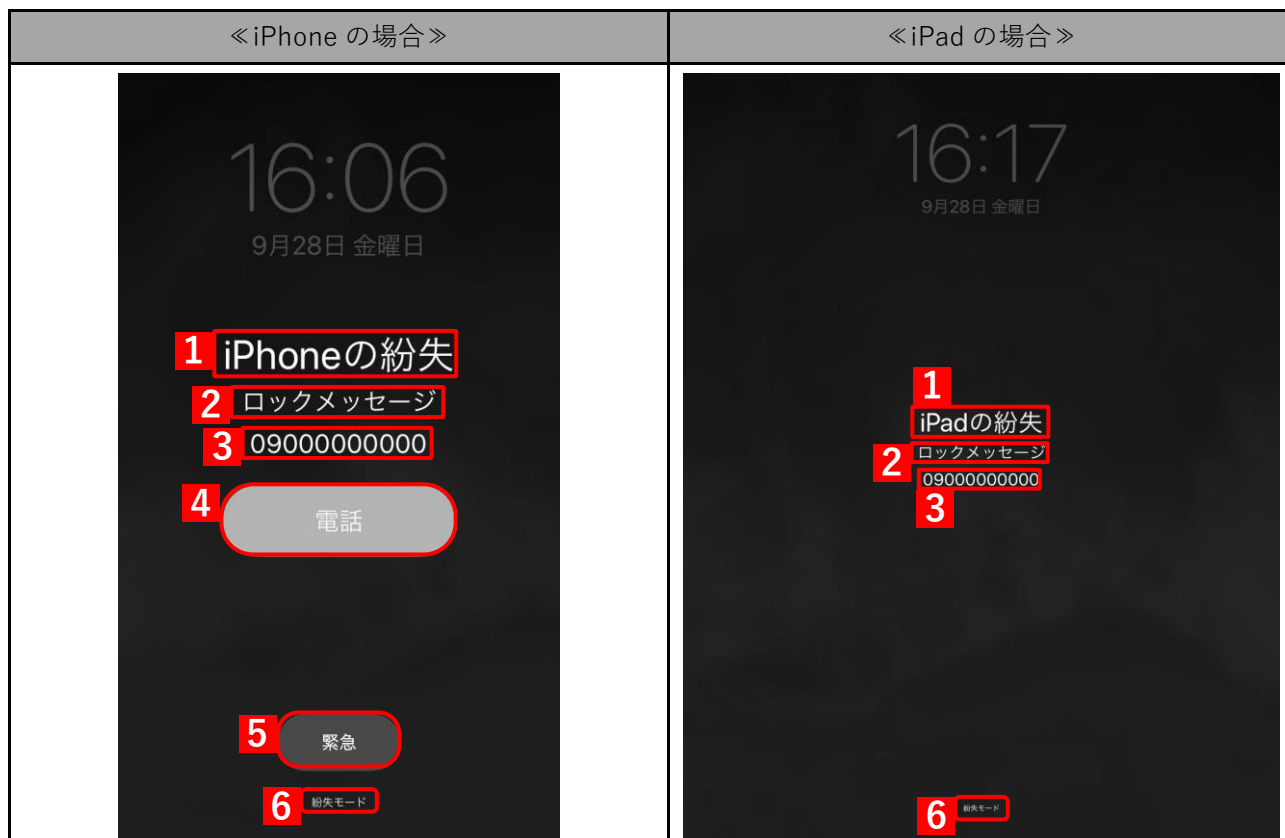 ≪iPhone の場合≫
≪iPad の場合≫
16:06
9月28日 金曜日
1 iPhoneの紛失
2 ロックメッセージ
3 09000000000
4 電話
5 緊急
6 紛失モード
16:17
9月28日 金曜日
1
iPadの紛失
2 ロックメッセージ
09000000000
3
6 紛失モード